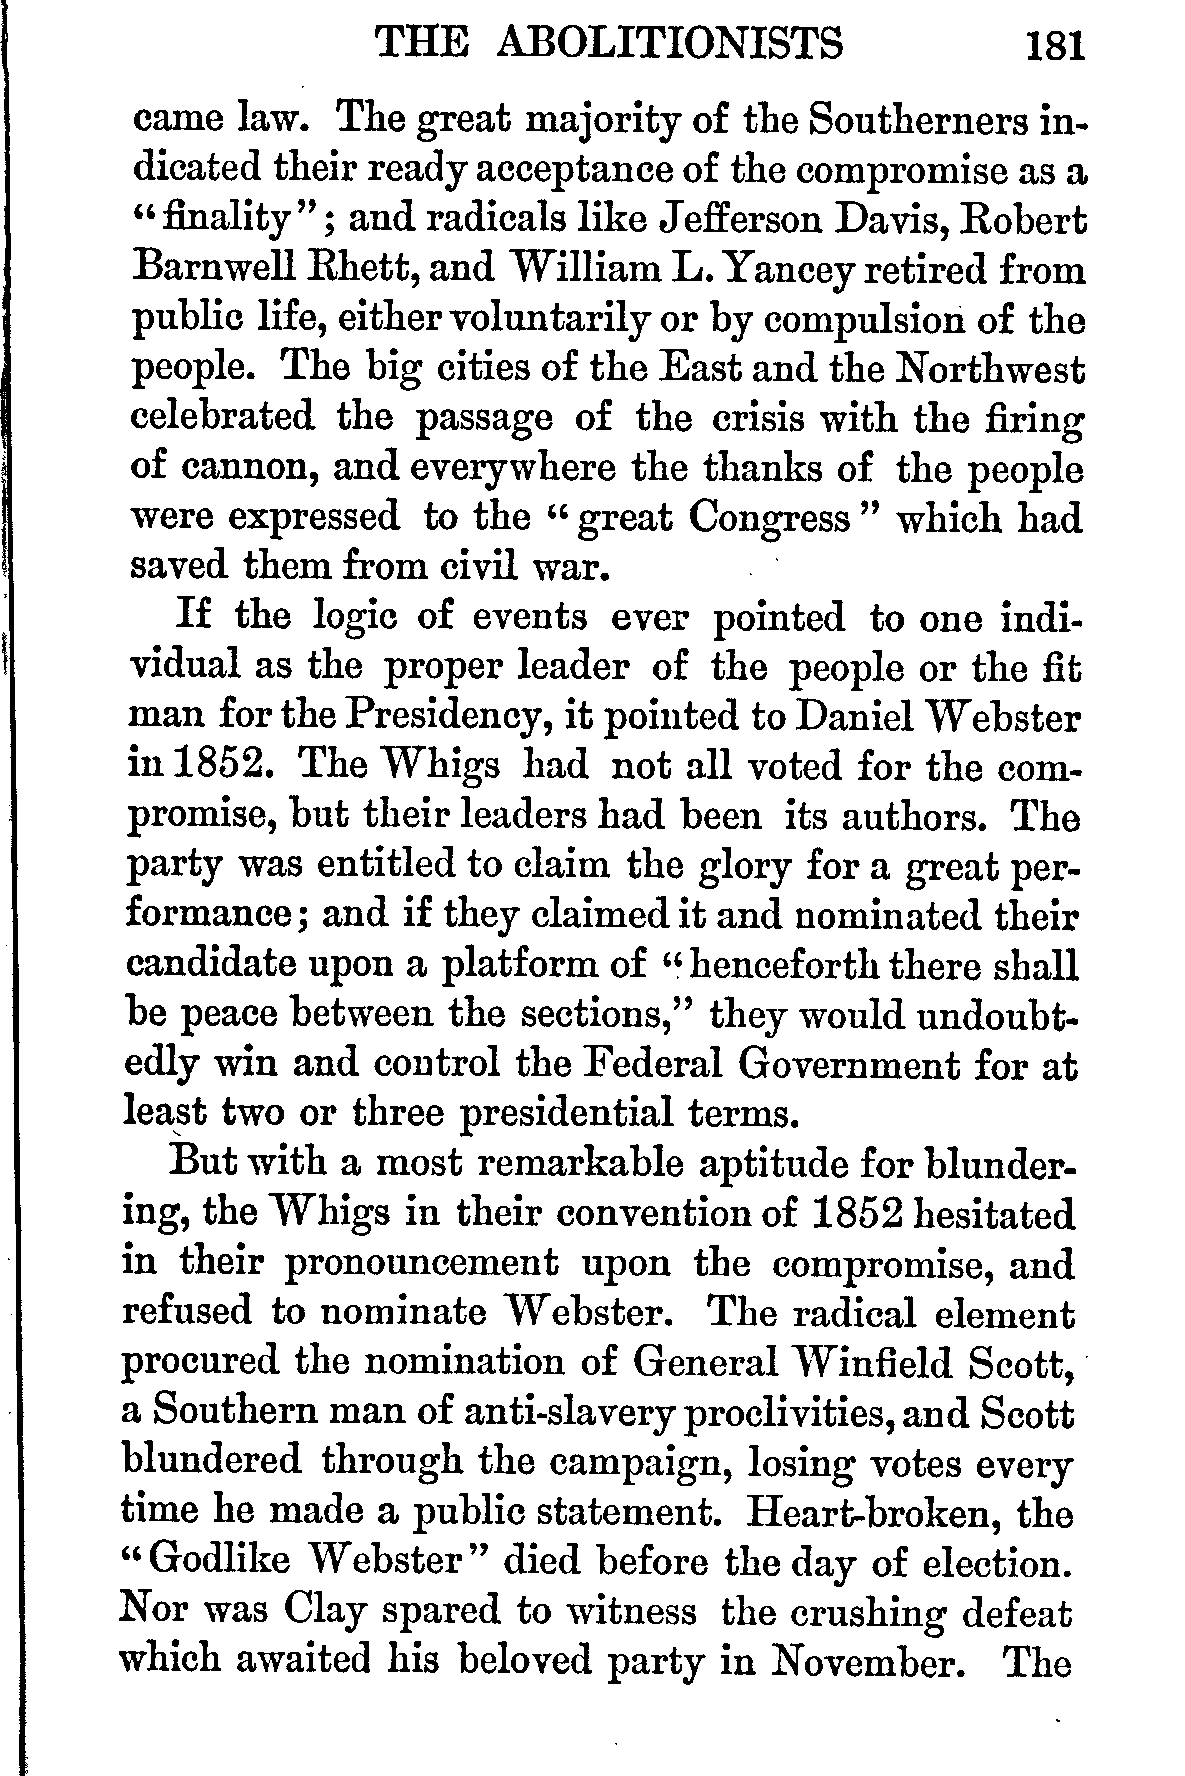 THE ABOLITIONISTS 181
came law. The great majority of the Southerners in-
dicated their ready acceptance of the compromise as a
"finality"; and radicals like Jefferson Davis, Robert
Barnwell Rhett, and William L. Yancey retired from
public life, either voluntarily or by compulsion of the
people. The big cities of the East and the Northwest
celebrated the passage of the crisis with the firing
of cannon, and everywhere the thanks of the people
were expressed to the "great Congress" which had
saved them from civil war.
If the logic of events ever pointed to one indi-
vidual as the proper leader of the people or the fit
man for the Presidency, it pointed to Daniel Webster
in 1852. The Whigs had not all voted for the com-
promise, but their leaders had been its authors. The
party was entitled to claim the glory for a great per-
formance; and if they claimed it and nominated their
candidate upon a platform of "henceforth there shall
be peace between the sections," they would undoubt-
edly win and control the Federal Government for at
least two or three presidential terms.
But with a most remarkable aptitude for blunder-
ing, the Whigs in their convention of 1852 hesitated
in their pronouncement upon the compromise, and
refused to nominate Webster. The radical element
procured the nomination of General Winfield Scott,
a Southern man of anti-slavery proclivities, and Scott
blundered through the campaign, losing votes every
time he made a public statement. Heart-broken, the
"Godlike Webster" died before the day of election.
Nor was Clay spared to witness the crushing defeat
which awaited his beloved party in November. The